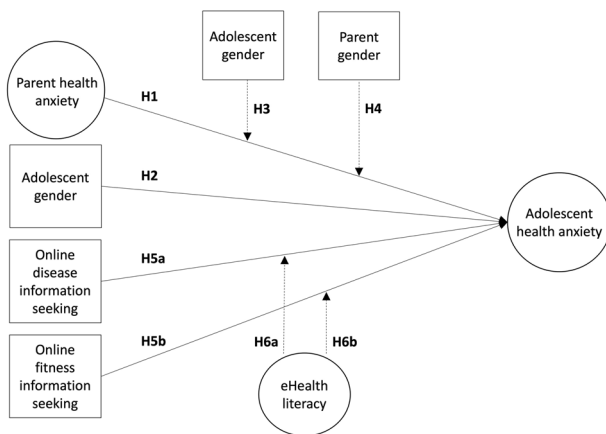 Adolescent
gender
Parent
gender
Parent health
anxiety
H1
H3
H4
Adolescent
gender
H2
Adolescent
health anxiety
Online
disease
information
seeking
H5a
Online
fitness
information
seeking
H5b
H6a
H6b
eHealth
literacy